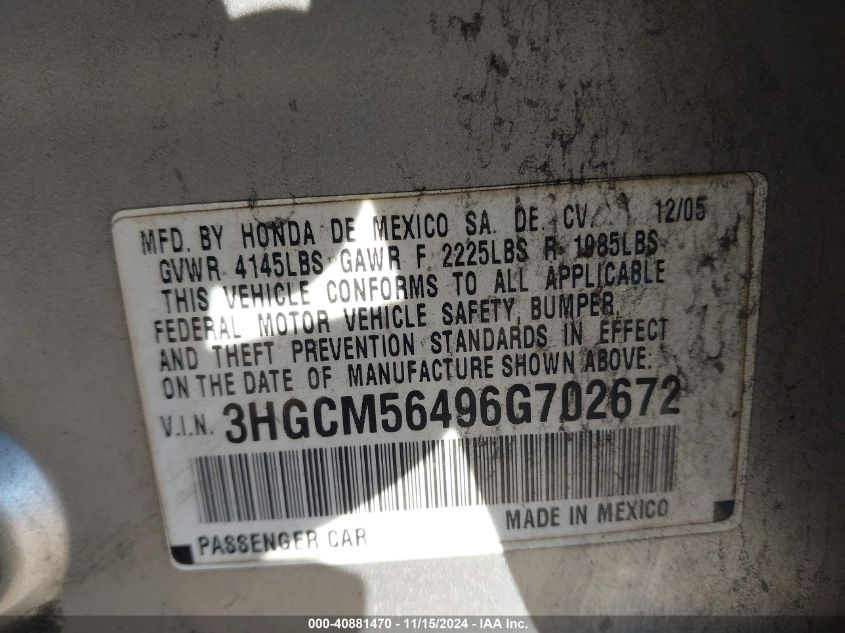 MFD. BY HONDA DE MEXICO SA. DE. CV. 12/05
GVWR 4145LBS GAWR F 2225LBS R 1985LBS
THIS VEHICLE CONFORMS TO ALL APPLICABLE
FEDERAL MOTOR VEHICLE SAFETY, BUMPER,
AND THEFT PREVENTION STANDARDS IN EFFECT
ON THE DATE OF MANUFACTURE SHOWN ABOVE.
V.I.N. 3HGCM56496G702672
PASSENGER CAR MADE IN MEXICO
000-40881470 - 11/15/2024 - IAA Inc.